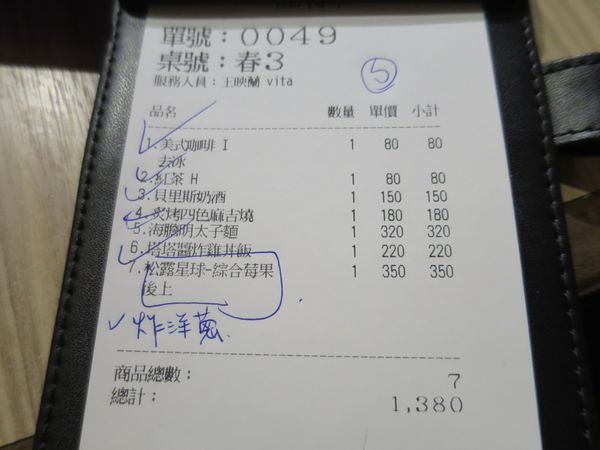 單號：0049
桌號：春3
服務人員：王映蘭 vita
5
品名 數量 單價 小計
1.美式咖啡 I 1 80 80
去冰
2.紅茶 H 1 80 80
3.貝里斯奶酒 1 150 150
4.炙烤四色麻吉燒 1 180 180
5.海膽明太子麵 1 320 320
6.塔塔醬炸雞丼飯 1 220 220
7.松露星球-綜合莓果 1 350 350
後上
炸洋蔥
商品總數： 7
總計： 1,380